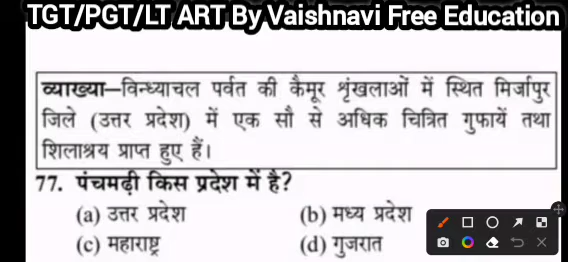 TGT/PGT/LT ART By Vaishnavi Free Education
व्याख्या–विन्ध्याचल पर्वत की कैमूर शृंखलाओं में स्थित मिर्जापुर
जिले (उत्तर प्रदेश) में एक सौ से अधिक चित्रित गुफायें तथा
शिलाश्रय प्राप्त हुए हैं।
77. पंचमढ़ी किस प्रदेश में है?
(a) उत्तर प्रदेश (b) मध्य प्रदेश
(c) महाराष्ट्र (d) गुजरात